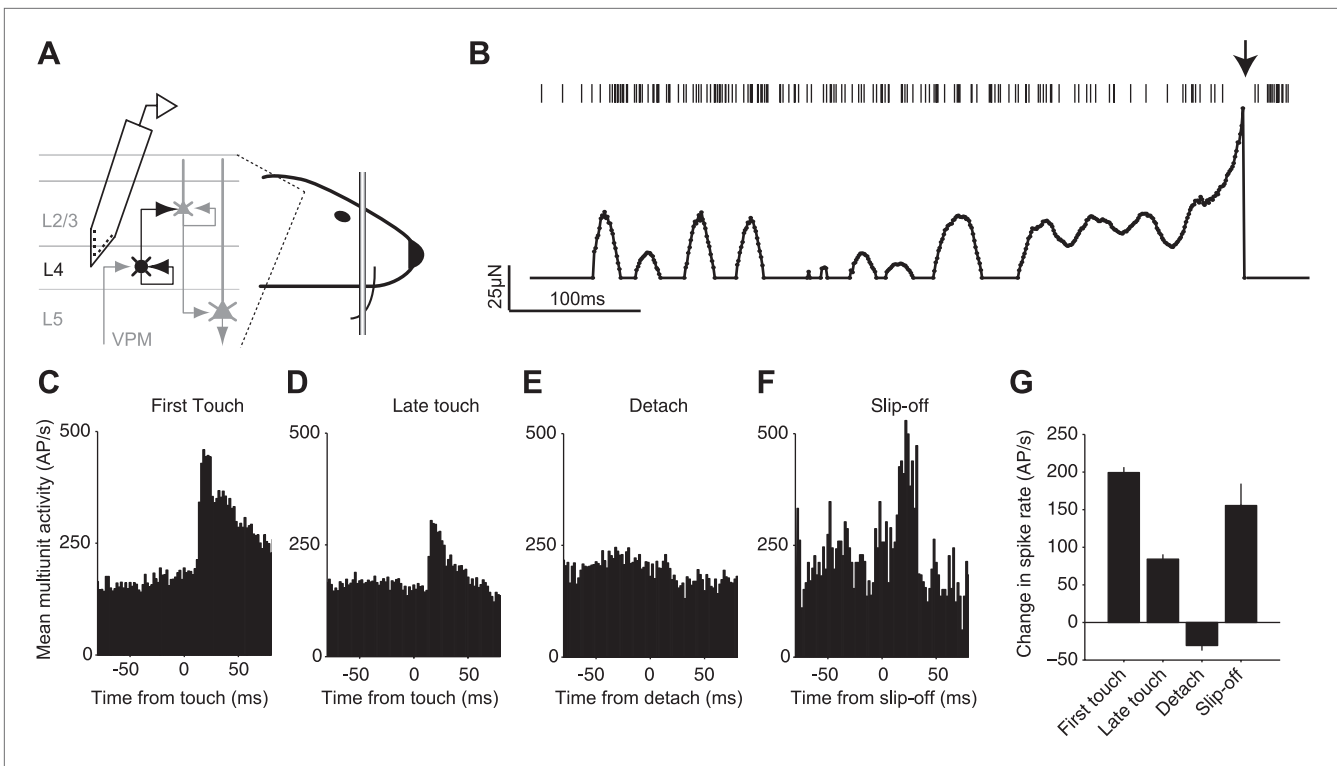 A
L2/3
L4
L5
VPM
B
25µN
100ms
C
First Touch
Mean multiunit activity (AP/s)
500
250
0
-50
0
50
Time from touch (ms)
D
Late touch
500
250
0
-50
0
50
Time from touch (ms)
E
Detach
500
250
0
-50
0
50
Time from detach (ms)
F
Slip-off
500
250
0
-50
0
50
Time from slip-off (ms)
G
Change in spike rate (AP/s)
250
200
150
100
50
0
−50
First touch
Late touch
Detach
Slip-off